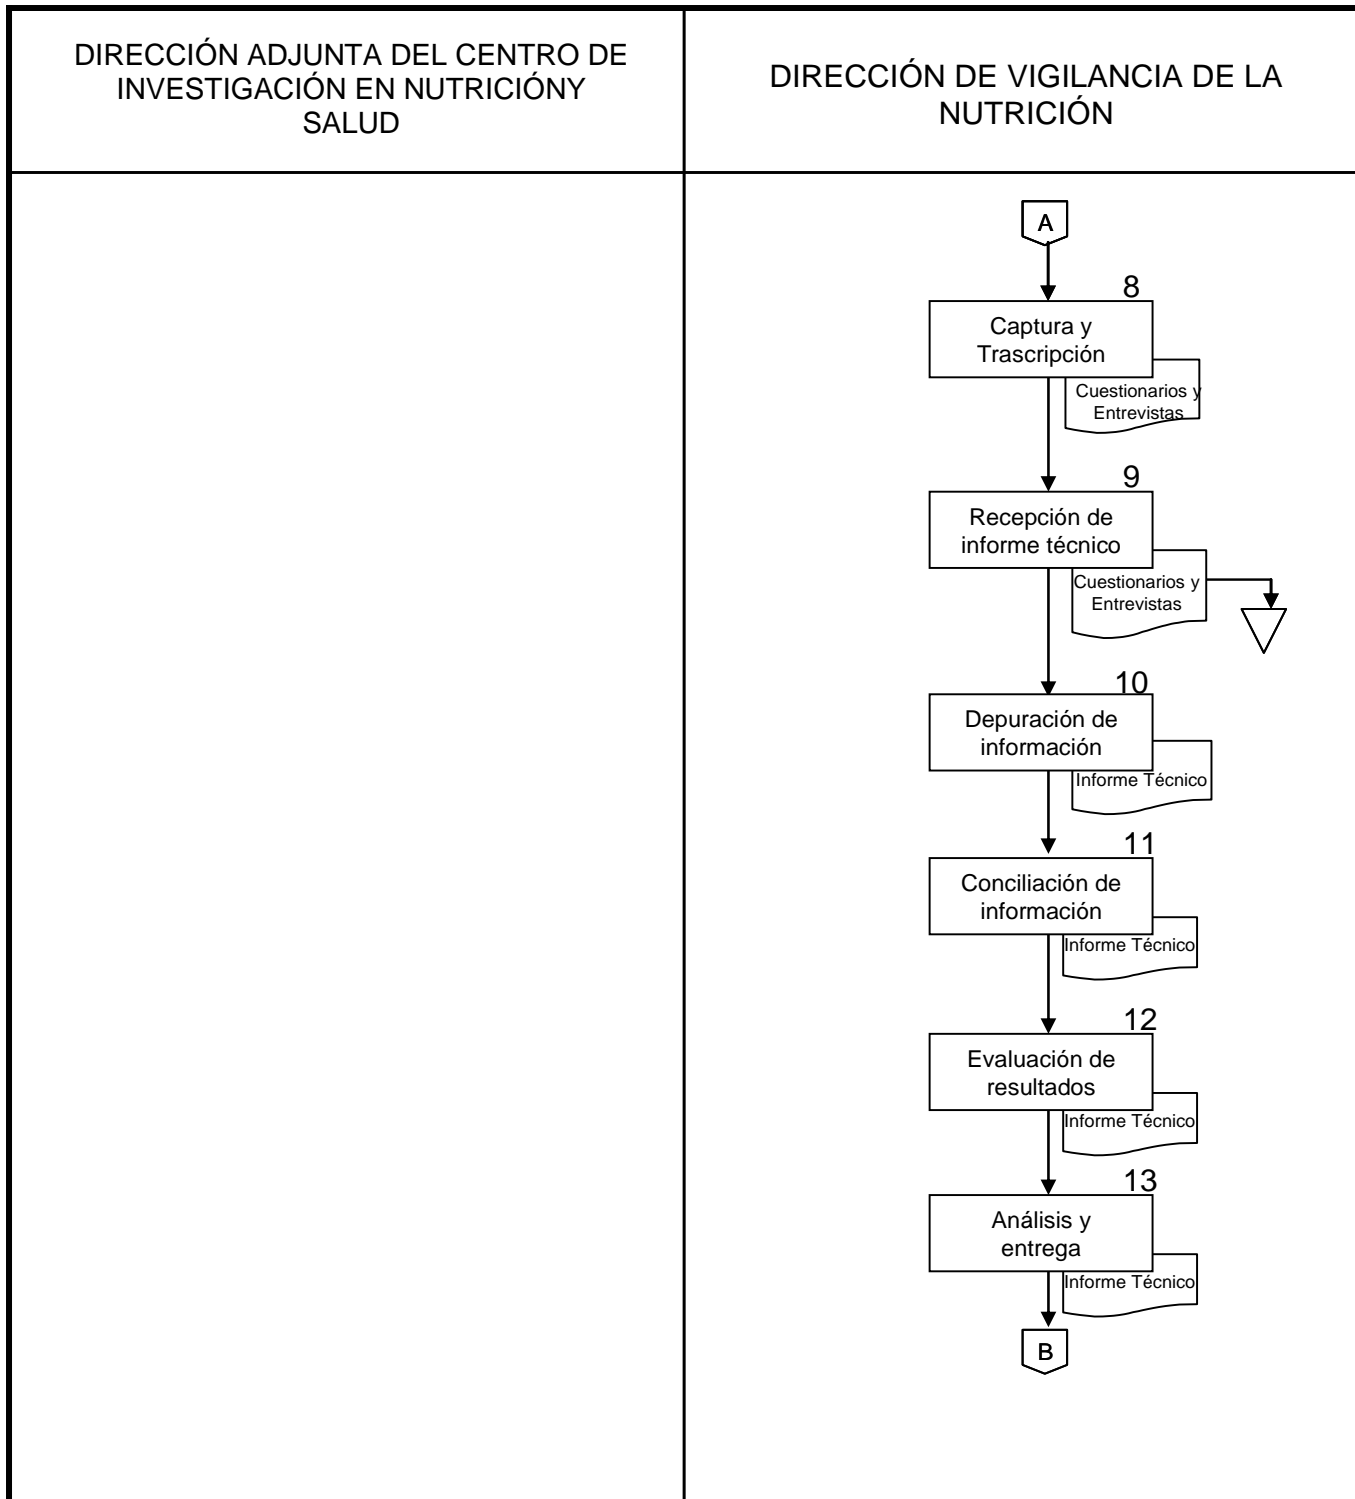 DIRECCIÓN ADJUNTA DEL CENTRO DE
INVESTIGACIÓN EN NUTRICIÓNY
SALUD
DIRECCIÓN DE VIGILANCIA DE LA
NUTRICIÓN
A
8
Captura y
Trascripción
Cuestionarios y
Entrevistas
9
Recepción de
informe técnico
Cuestionarios y
Entrevistas
10
Depuración de
información
Informe Técnico
11
Conciliación de
información
Informe Técnico
12
Evaluación de
resultados
Informe Técnico
13
Análisis y
entrega
Informe Técnico
B